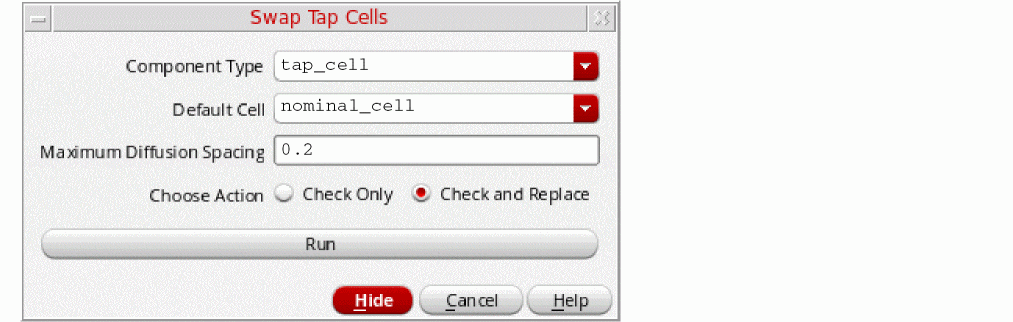 Swap Tap Cells
Component Type tap_cell
Default Cell nominal_cell
Maximum Diffusion Spacing 0.2
Choose Action Check Only Check and Replace
Run
Hide Cancel Help